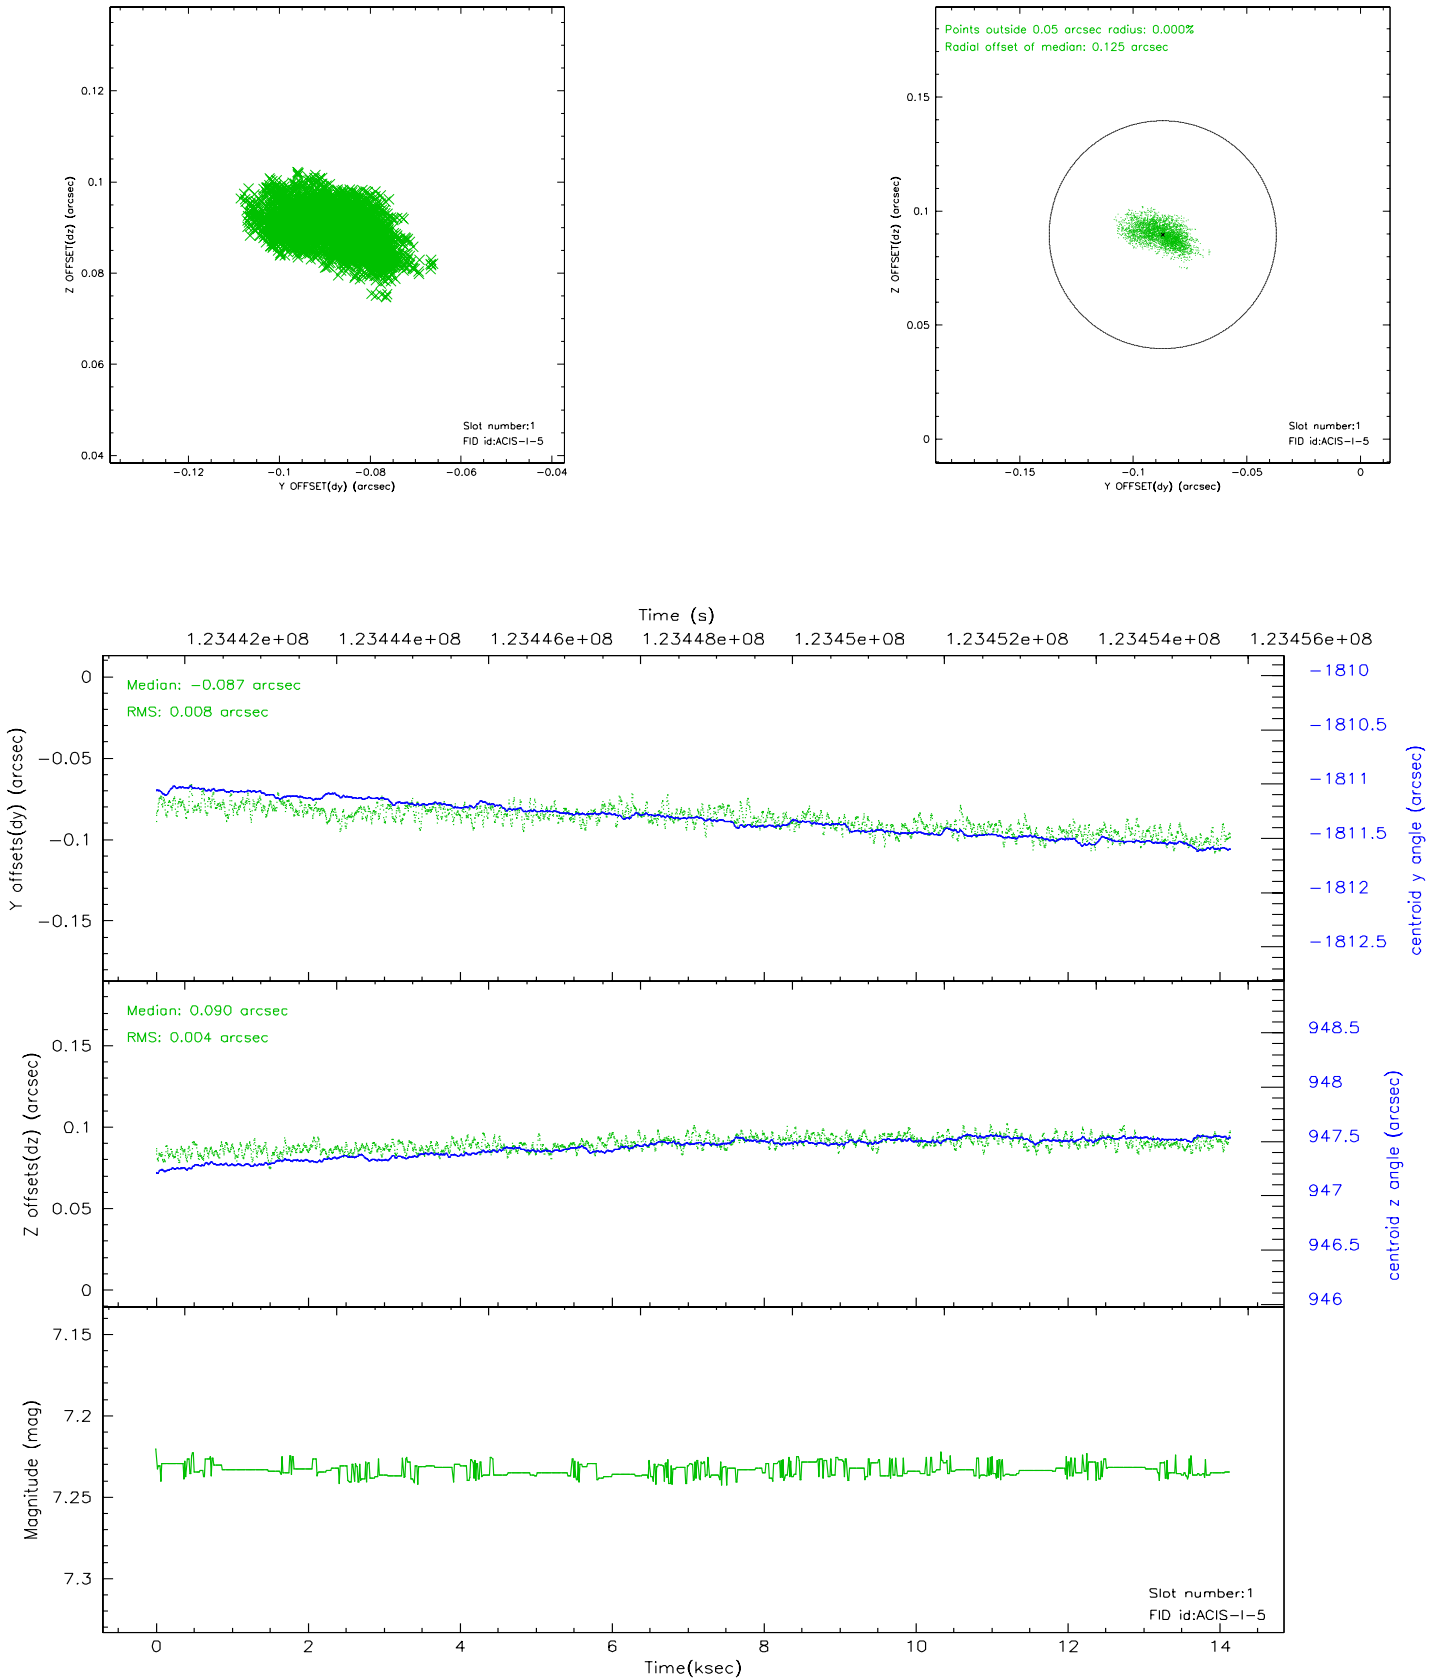 0.12
0.1
0.08
0.06
0.04
Z OFFSET(dz) (arcsec)
Slot number:1
FID id:ACIS-I-5
-0.12 -0.1 -0.08 -0.06 -0.04
Y OFFSET(dy) (arcsec)
Points outside 0.05 arcsec radius: 0.000%
Radial offset of median: 0.125 arcsec
0.15
0.1
0.05
0
Z OFFSET(dz) (arcsec)
Slot number:1
FID id:ACIS-I-5
-0.15 -0.1 -0.05 0
Y OFFSET(dy) (arcsec)
Time (s)
1.23442e+08 1.23444e+08 1.23446e+08 1.23448e+08 1.2345e+08 1.23452e+08 1.23454e+08 1.23456e+08
Median: -0.087 arcsec
RMS: 0.008 arcsec
0
-0.05
-0.1
-0.15
Y offsets(dy) (arcsec)
-1810
-1810.5
-1811
-1811.5
-1812
-1812.5
centroid y angle (arcsec)
Median: 0.090 arcsec
RMS: 0.004 arcsec
0.15
0.1
0.05
0
Z offsets(dz) (arcsec)
948.5
948
947.5
947
946.5
946
centroid z angle (arcsec)
7.15
7.2
7.25
7.3
Magnitude (mag)
Slot number:1
FID id:ACIS-I-5
0 2 4 6 8 10 12 14
Time(ksec)